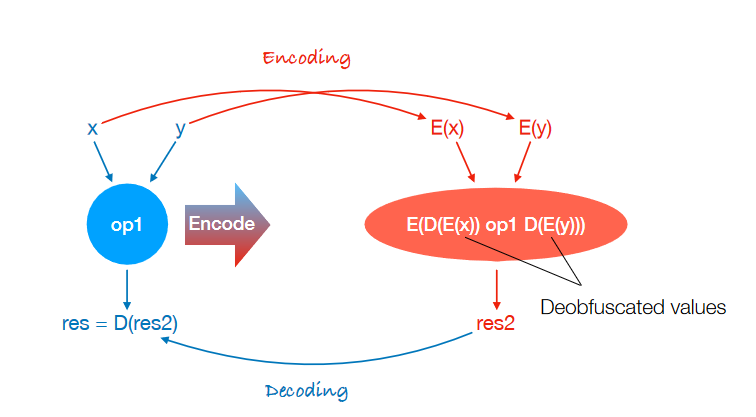 Encoding
x
y
E(x)
E(y)
op1
Encode
E(D(E(x)) op1 D(E(y)))
Deobfuscated values
res = D(res2)
res2
Decoding